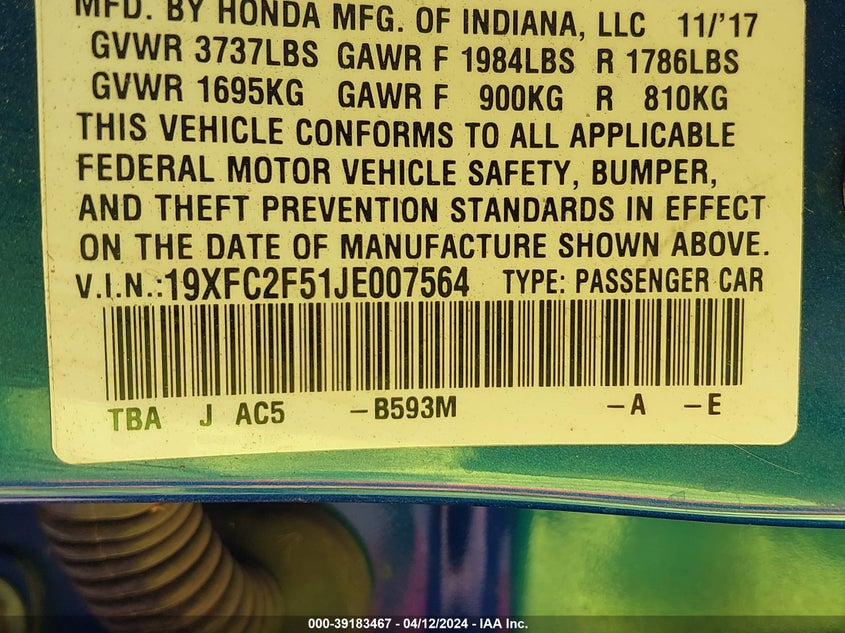 MFD. BY HONDA MFG. OF INDIANA, LLC 11/'17
GVWR 3737LBS GAWR F 1984LBS R 1786LBS
GVWR 1695KG GAWR F 900KG R 810KG
THIS VEHICLE CONFORMS TO ALL APPLICABLE
FEDERAL MOTOR VEHICLE SAFETY, BUMPER,
AND THEFT PREVENTION STANDARDS IN EFFECT
ON THE DATE OF MANUFACTURE SHOWN ABOVE.
V.I.N.:19XFC2F51JE007564 TYPE: PASSENGER CAR
TBA J AC5 –B593M –A –E
000-39183467 - 04/12/2024 - IAA Inc.